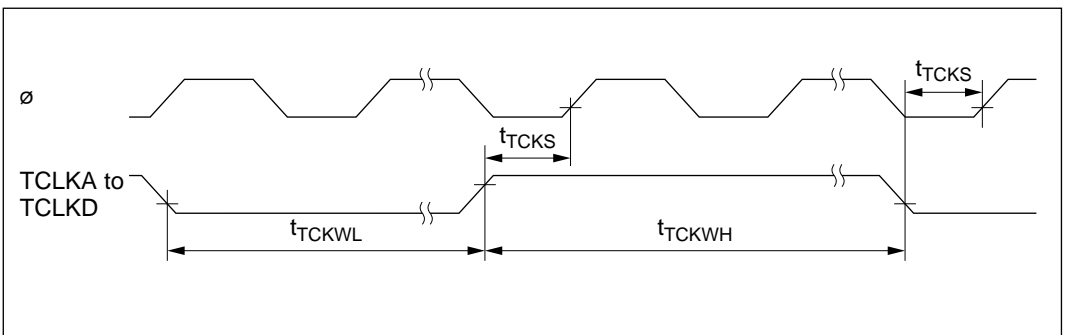 ø
tTCKS
tTCKS
TCLKA to
TCLKD
tTCKWL
tTCKWH